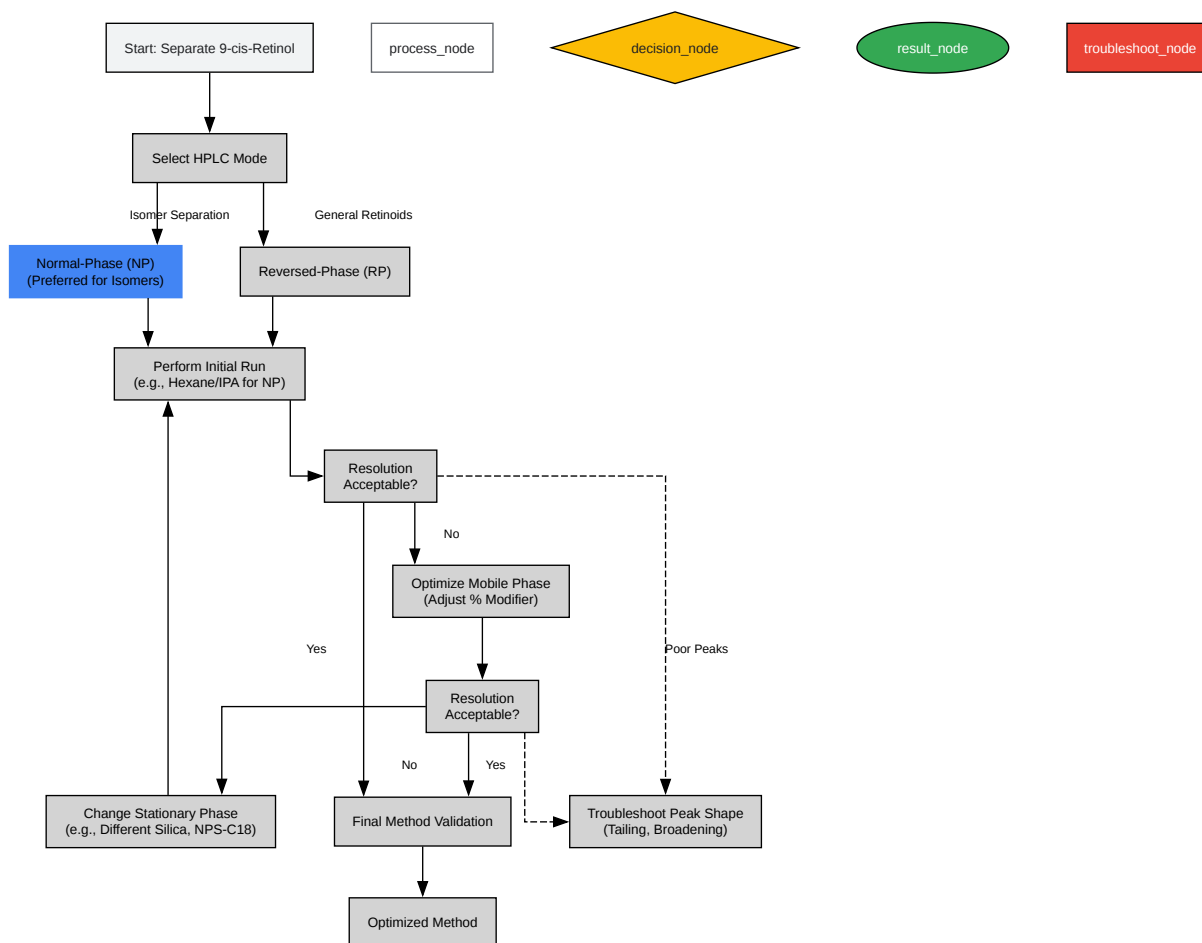 Start: Separate 9-cis-Retinol
process_node
decision_node
result_node
troubleshoot_node
Select HPLC Mode
Isomer Separation
General Retinoids
Normal-Phase (NP)
(Preferred for Isomers)
Reversed-Phase (RP)
Perform Initial Run
(e.g., Hexane/IPA for NP)
Resolution
Acceptable?
No
Optimize Mobile Phase
(Adjust % Modifier)
Yes
Poor Peaks
Resolution
Acceptable?
No
Yes
Change Stationary Phase
(e.g., Different Silica, NPS-C18)
Final Method Validation
Troubleshoot Peak Shape
(Tailing, Broadening)
Optimized Method